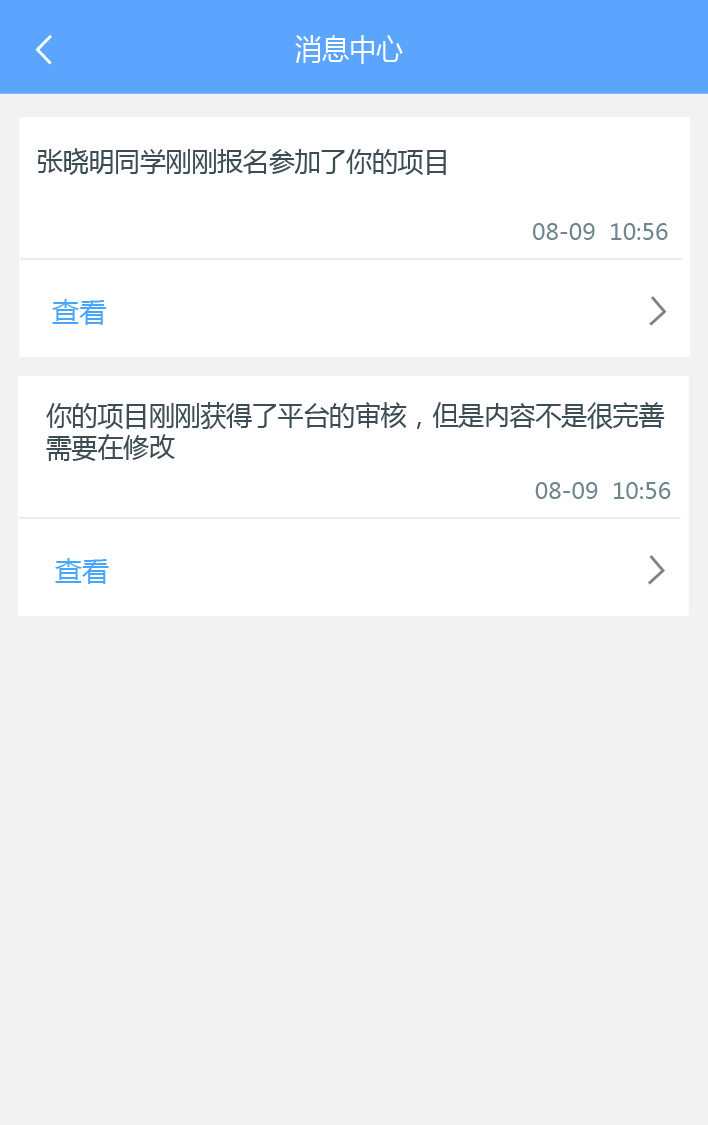 消息中心
张晓明同学刚刚报名参加了你的项目
08-09 10:56
查看
你的项目刚刚获得了平台的审核，但是内容不是很完善
需要在修改
08-09 10:56
查看